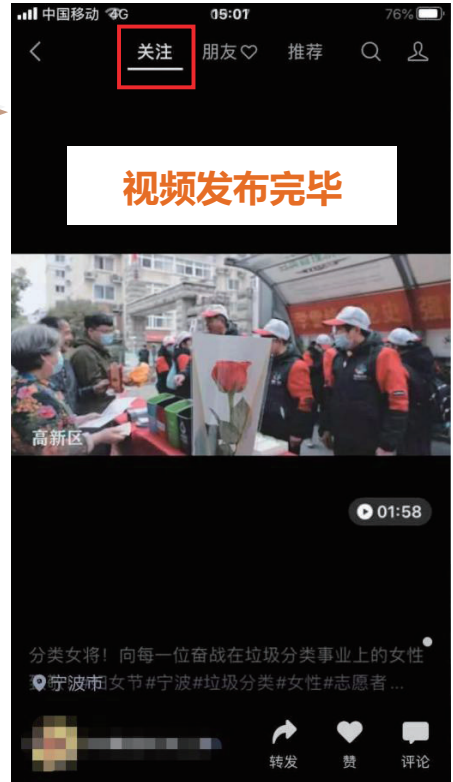 中国移动 4G 15:01 76%
关注 朋友♡ 推荐
视频发布完毕
高新区
01:58
分类女将！向每一位奋战在垃圾分类事业上的女性
宁波市 女节#宁波#垃圾分类#女性#志愿者...
转发 赞 评论